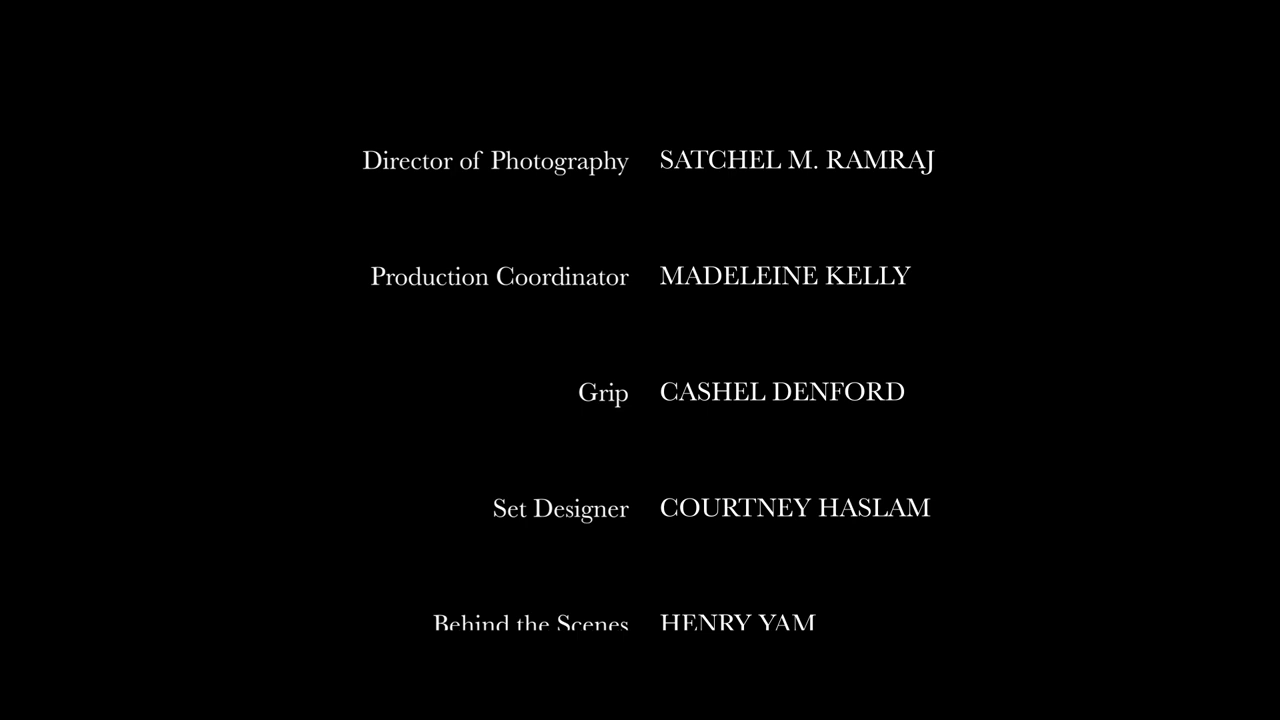 Director of Photography SATCHEL M. RAMRAJ
Production Coordinator MADELEINE KELLY
Grip CASHEL DENFORD
Set Designer COURTNEY HASLAM
Behind the Scenes HENRY YAM